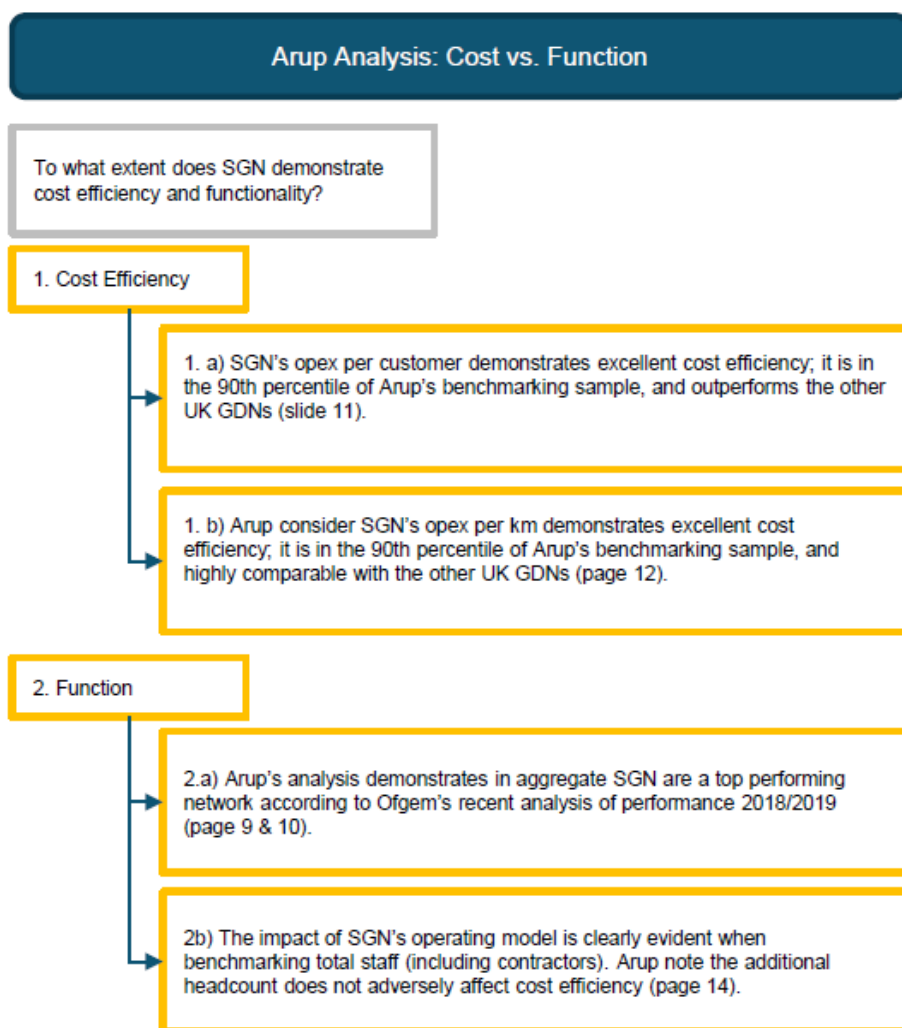 Arup Analysis: Cost vs. Function
To what extent does SGN demonstrate
cost efficiency and functionality?
1. Cost Efficiency
1. a) SGN's opex per customer demonstrates excellent cost efficiency; it is in
the 90th percentile of Arup's benchmarking sample, and outperforms the other
UK GDNs (slide 11).
1. b) Arup consider SGN's opex per km demonstrates excellent cost
efficiency; it is in the 90th percentile of Arup's benchmarking sample, and
highly comparable with the other UK GDNs (page 12).
2. Function
2.a) Arup's analysis demonstrates in aggregate SGN are a top performing
network according to Ofgem's recent analysis of performance 2018/2019
(page 9 & 10).
2b) The impact of SGN's operating model is clearly evident when
benchmarking total staff (including contractors). Arup note the additional
headcount does not adversely affect cost efficiency (page 14).